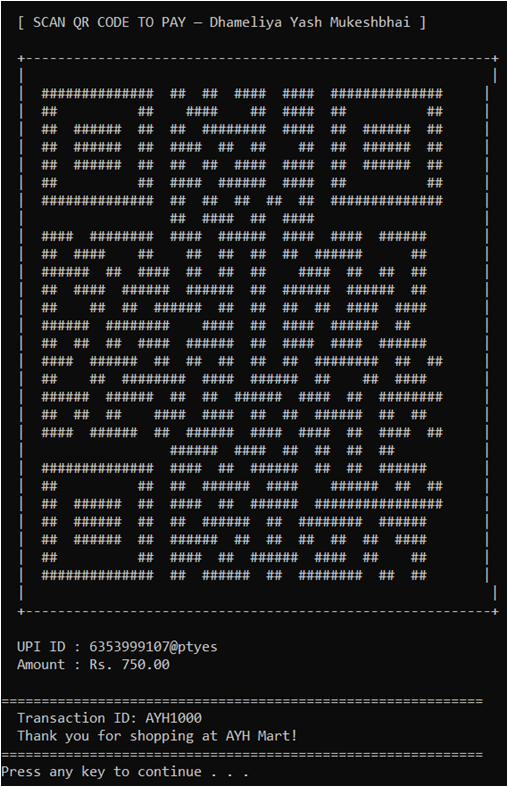 [ SCAN QR CODE TO PAY – Dhameliya Yash Mukeshbhai ]
UPI ID : 6353999107@ptyes
Amount : Rs. 750.00
Transaction ID: AYH1000
Thank you for shopping at AYH Mart!
Press any key to continue . . .